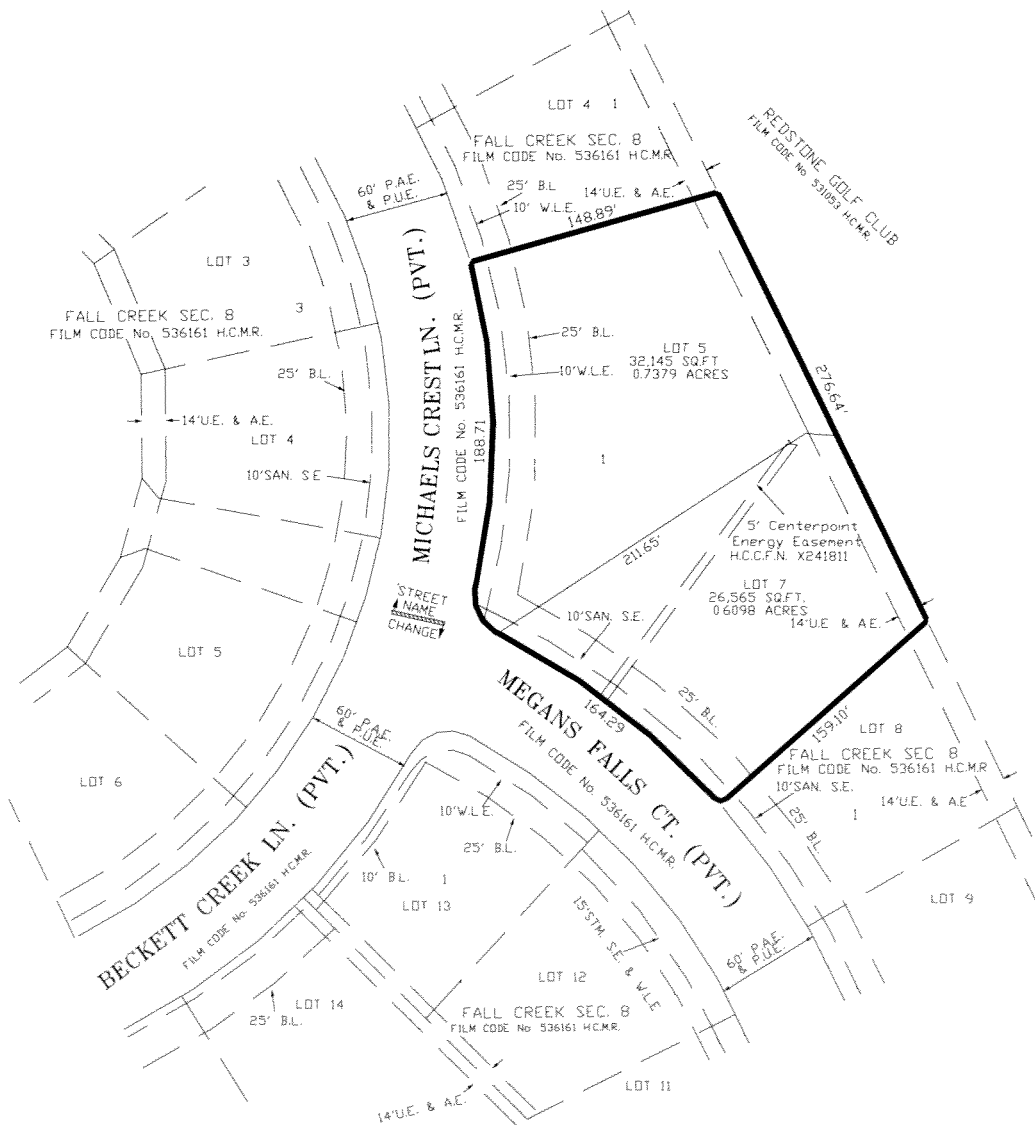 LOT 4 1
FALL CREEK SEC. 8
FILM CODE No. 536161 H.C.M.R.
REDSTONE GOLF CLUB
FILM CODE No. 531053 H.C.M.R.
60' P.A.E.
& P.U.E.
25' B.L
14'U.E. & A.E.
10' W.L.E.
148.89'
LOT 3
3
FALL CREEK SEC. 8
FILM CODE No. 536161 H.C.M.R.
MICHAELS CREST LN. (PVT.)
FILM CODE No. 536161 H.C.M.R.
188.71
25' B.L.
LOT 5
32,145 SQ.FT
0.7379 ACRES
10'W.L.E.
276.64'
25' B.L.
14'U.E. & A.E.
LOT 4
10'SAN. S.E
1
211.65'
5' Centerpoint
Energy Easement
H.C.C.F.N. X241811
LOT 7
26,565 SQ.FT.
0.6098 ACRES
14'U.E & A.E.
STREET
NAME
CHANGE
10'SAN. S.E.
LOT 5
25' B.L.
MEGANS FALLS CT. (PVT.)
FILM CODE No. 536161 H.C.M.R.
164.29
159.10'
60' P.A.E.
& P.U.E.
LOT 8
FALL CREEK SEC 8
FILM CODE No. 536161 H.C.M.R
10'SAN. S.E.
14'U.E. & A.E
1
25' B.L.
LOT 6
BECKETT CREEK LN. (PVT.)
FILM CODE No. 536161 H.C.M.R.
10'W.L.E.
25' B.L.
10' B.L.
1
LOT 13
15'STM. S.E. & W.L.E
LOT 9
60' P.A.E.
& P.U.E.
LOT 12
LOT 14
25' B.L.
FALL CREEK SEC. 8
FILM CODE No 536161 H.C.M.R.
LOT 11
14'U.E. & A.E.